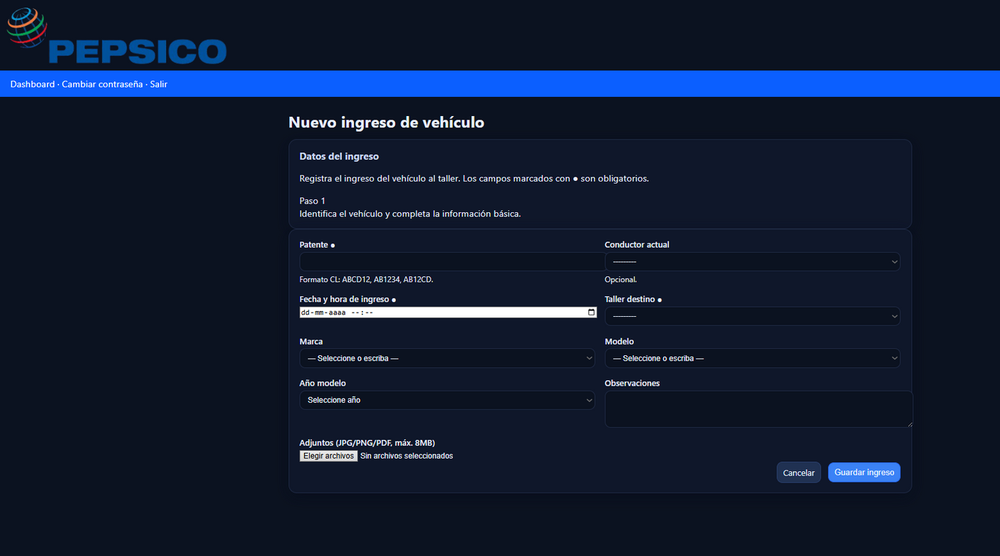 PEPSICO
Dashboard · Cambiar contraseña · Salir
Nuevo ingreso de vehículo
Datos del ingreso
Registra el ingreso del vehículo al taller. Los campos marcados con ● son obligatorios.
Paso 1
Identifica el vehículo y completa la información básica.
Patente ●
Conductor actual
---------
Formato CL: ABCD12, AB1234, AB12CD.
Opcional.
Fecha y hora de ingreso ●
Taller destino ●
dd-mm-aaaa --:--
---------
Marca
Modelo
— Seleccione o escriba —
— Seleccione o escriba —
Año modelo
Observaciones
Seleccione año
Adjuntos (JPG/PNG/PDF, máx. 8MB)
Elegir archivos Sin archivos seleccionados
Cancelar
Guardar ingreso